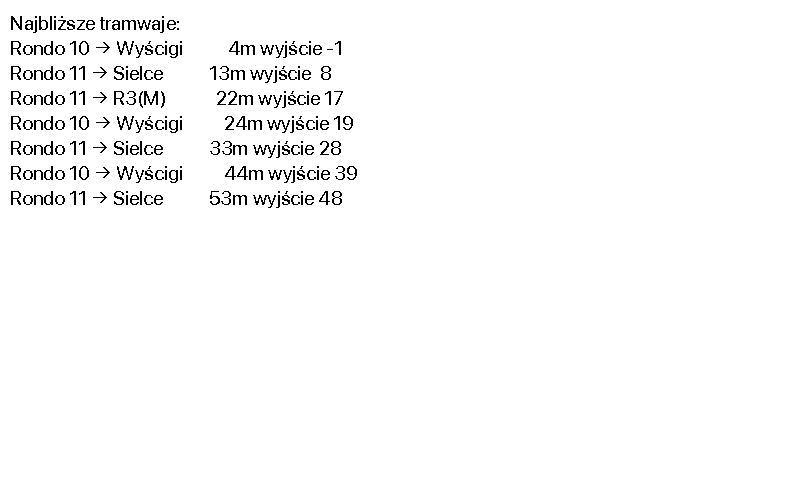 Najbliższe tramwaje:
Rondo 10 → Wyścigi 4m wyjście -1
Rondo 11 → Sielce 13m wyjście 8
Rondo 11 → R3(M) 22m wyjście 17
Rondo 10 → Wyścigi 24m wyjście 19
Rondo 11 → Sielce 33m wyjście 28
Rondo 10 → Wyścigi 44m wyjście 39
Rondo 11 → Sielce 53m wyjście 48